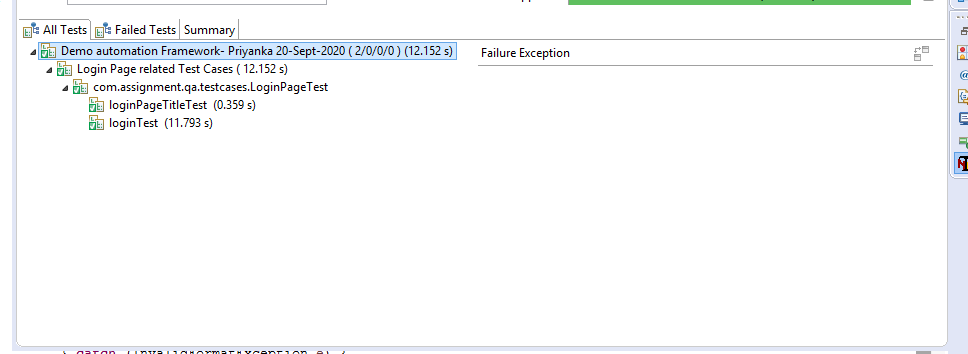 All Tests Failed Tests Summary
Demo automation Framework- Priyanka 20-Sept-2020 ( 2/0/0/0 ) (12.152 s)
Failure Exception
Login Page related Test Cases ( 12.152 s)
com.assignment.qa.testcases.LoginPageTest
loginPageTitleTest (0.359 s)
loginTest (11.793 s)